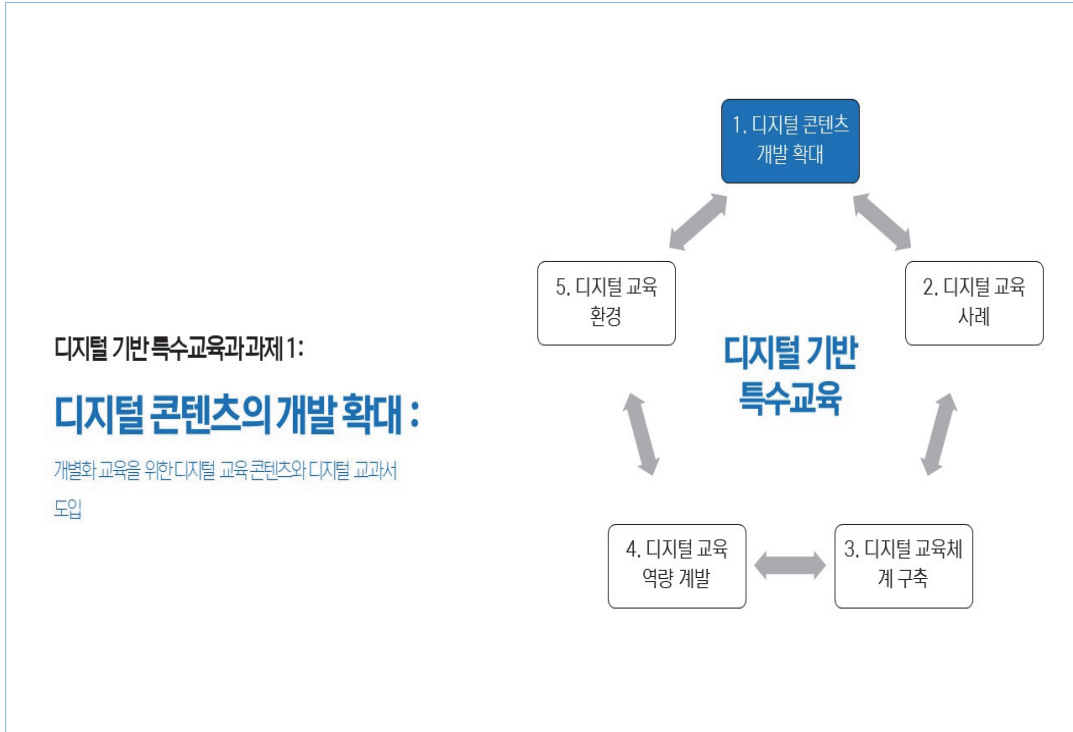 디지털 기반 특수교육과 과제 1:
디지털 콘텐츠의 개발 확대 :
개별화 교육을 위한 디지털 교육 콘텐츠와 디지털 교과서
도입
1. 디지털 콘텐츠
개발 확대
2. 디지털 교육
사례
3. 디지털 교육체
계 구축
4. 디지털 교육
역량 계발
5. 디지털 교육
환경
디지털 기반
특수교육